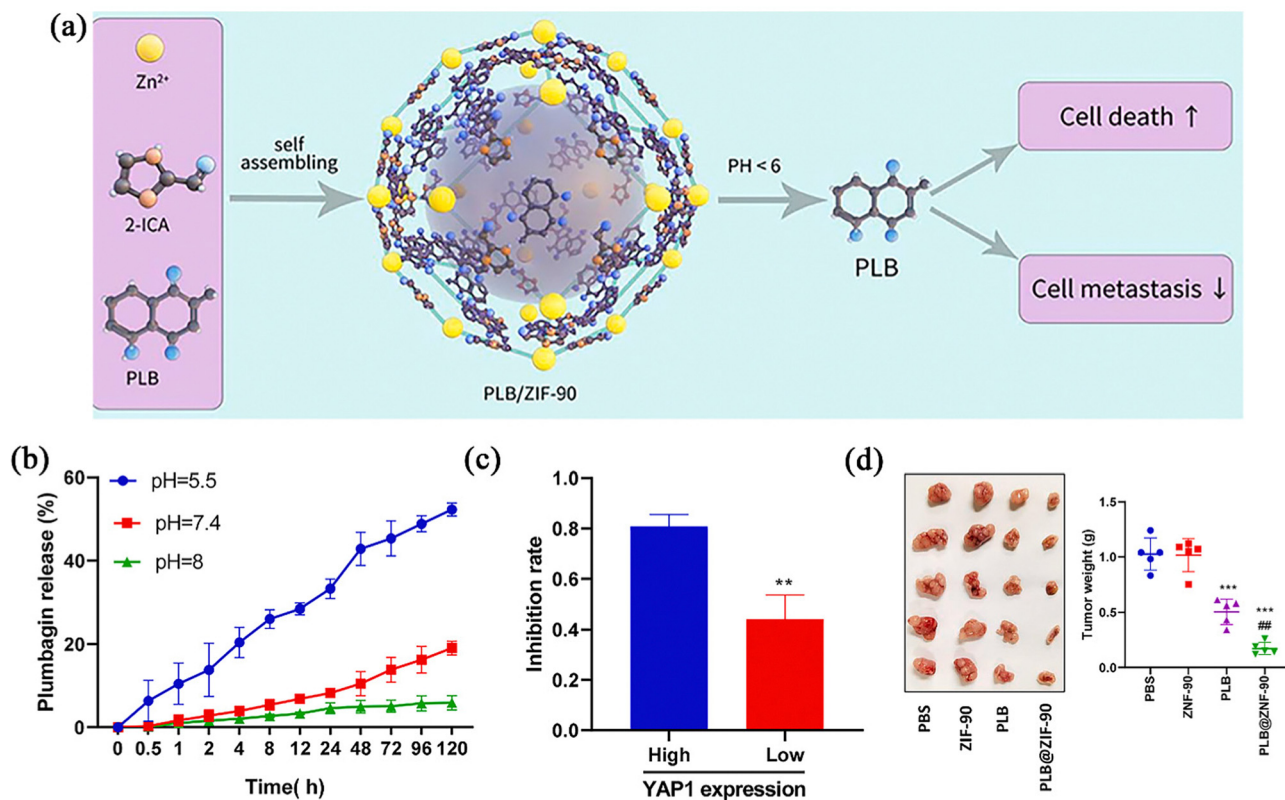 (a)
Zn²⁺
2-ICA
PLB
self
assembling
PLB/ZIF-90
PH < 6
PLB
Cell death ↑
Cell metastasis ↓
(b)
Plumbagin release (%)
60
40
20
0
pH=5.5
pH=7.4
pH=8
0 0.5 1 2 4 8 12 24 48 72 96 120
Time( h)
(c)
Inhibition rate
1.0
0.8
0.6
0.4
0.2
0.0
**
High Low
YAP1 expression
(d)
PBS
ZIF-90
PLB
PLB@ZIF-90
Tumor weight (g)
1.5
1.0
0.5
0.0
***
***
##
PBS
ZNF-90
PLB
PLB@ZNF-90